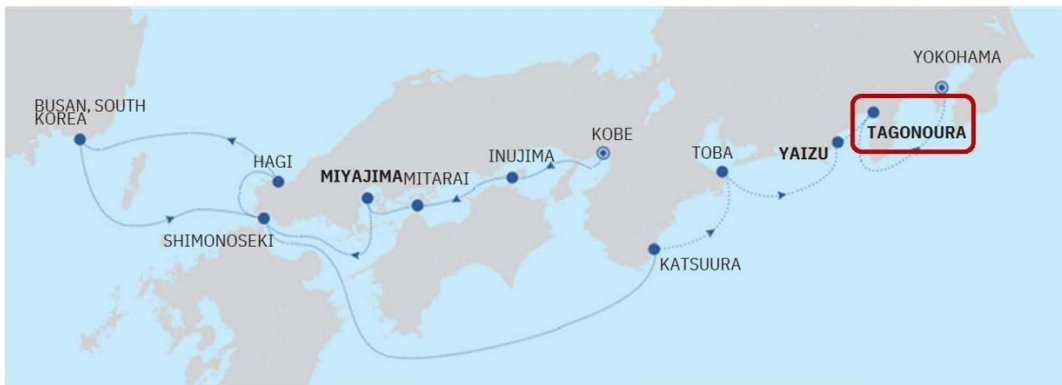 YOKOHAMA
BUSAN, SOUTH
KOREA
TAGONOURA
KOBE
TOBA
YAIZU
INUJIMA
HAGI
MIYAJIMA
MITARAI
SHIMONOSEKI
KATSUURA